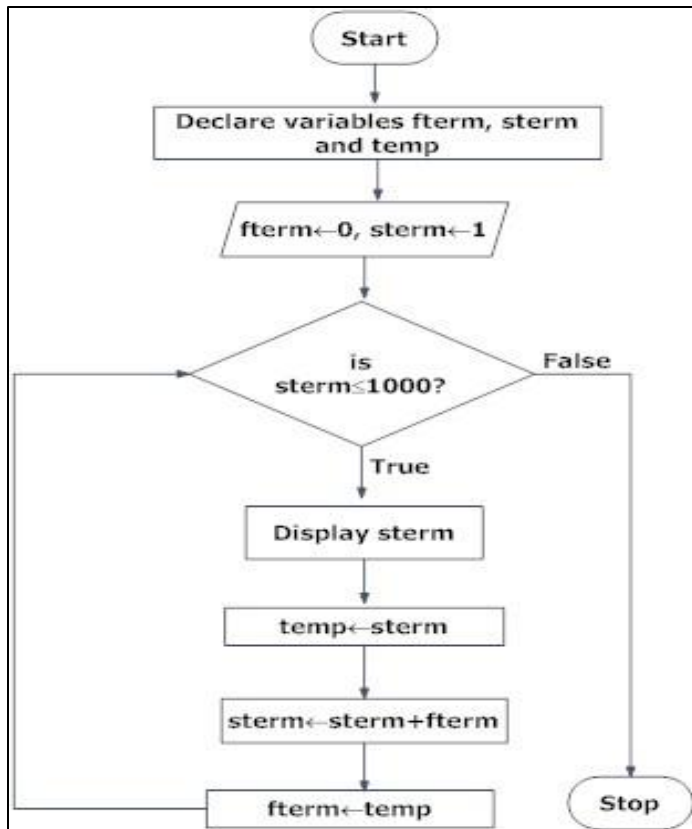 Start
Declare variables fterm, sterm
and temp
fterm←0, sterm←1
is
sterm≤1000?
False
True
Display sterm
temp←sterm
sterm←sterm+fterm
fterm←temp
Stop